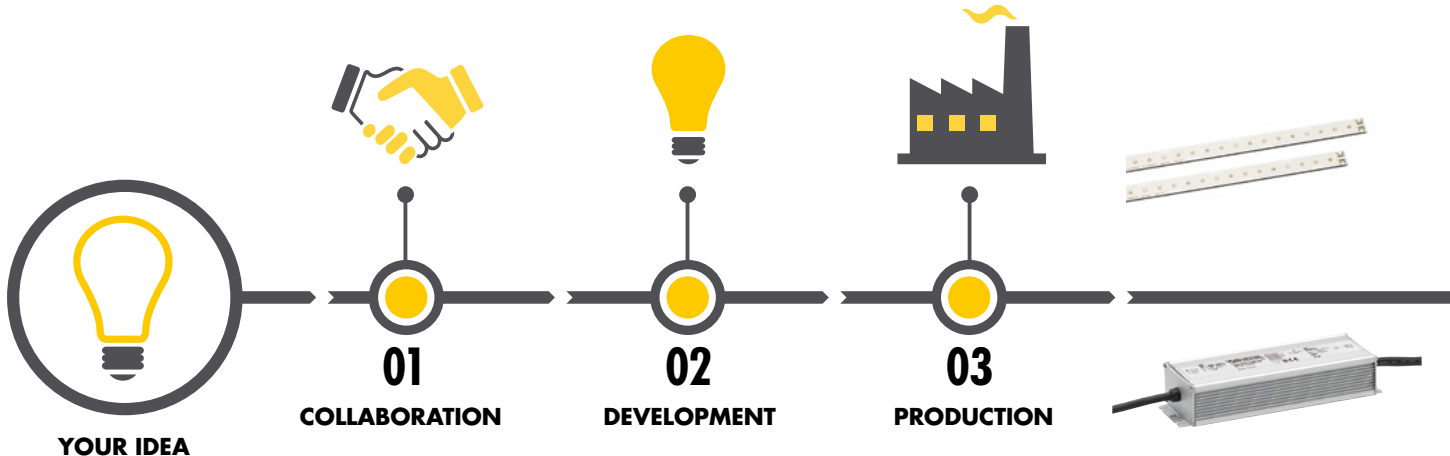 YOUR IDEA
01
COLLABORATION
02
DEVELOPMENT
03
PRODUCTION